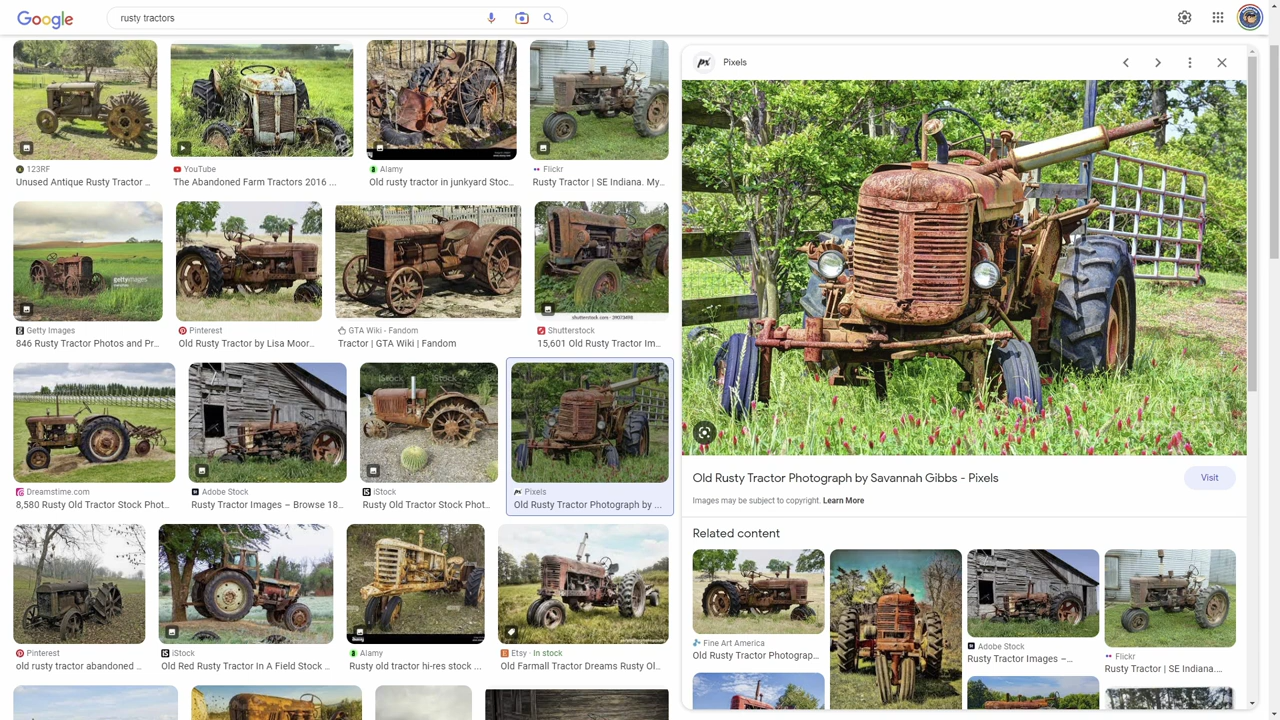 Google
rusty tractors
Pixels
123RF
Unused Antique Rusty Tractor ...
YouTube
The Abandoned Farm Tractors 2016 ...
Alamy
Old rusty tractor in junkyard Stoc...
Flickr
Rusty Tractor | SE Indiana. My...
gettyimages
Getty Images
846 Rusty Tractor Photos and Pr...
Pinterest
Old Rusty Tractor by Lisa Moor...
GTA Wiki - Fandom
Tractor | GTA Wiki | Fandom
Shutterstock
15,601 Old Rusty Tractor Im...
Dreamstime.com
8,580 Rusty Old Tractor Stock Phot...
Adobe Stock
Rusty Tractor Images – Browse 18...
iStock
iStock
Rusty Old Tractor Stock Phot...
Pixels
Old Rusty Tractor Photograph by ...
Pinterest
old rusty tractor abandoned ...
iStock
Old Red Rusty Tractor In A Field Stock ...
Alamy
Rusty old tractor hi-res stock ...
Etsy · In stock
Old Farmall Tractor Dreams Rusty Ol...
Old Rusty Tractor Photograph by Savannah Gibbs - Pixels
Visit
Images may be subject to copyright. Learn More
Related content
Fine Art America
Old Rusty Tractor Photograp...
Adobe Stock
Rusty Tractor Images –...
Flickr
Rusty Tractor | SE Indiana....